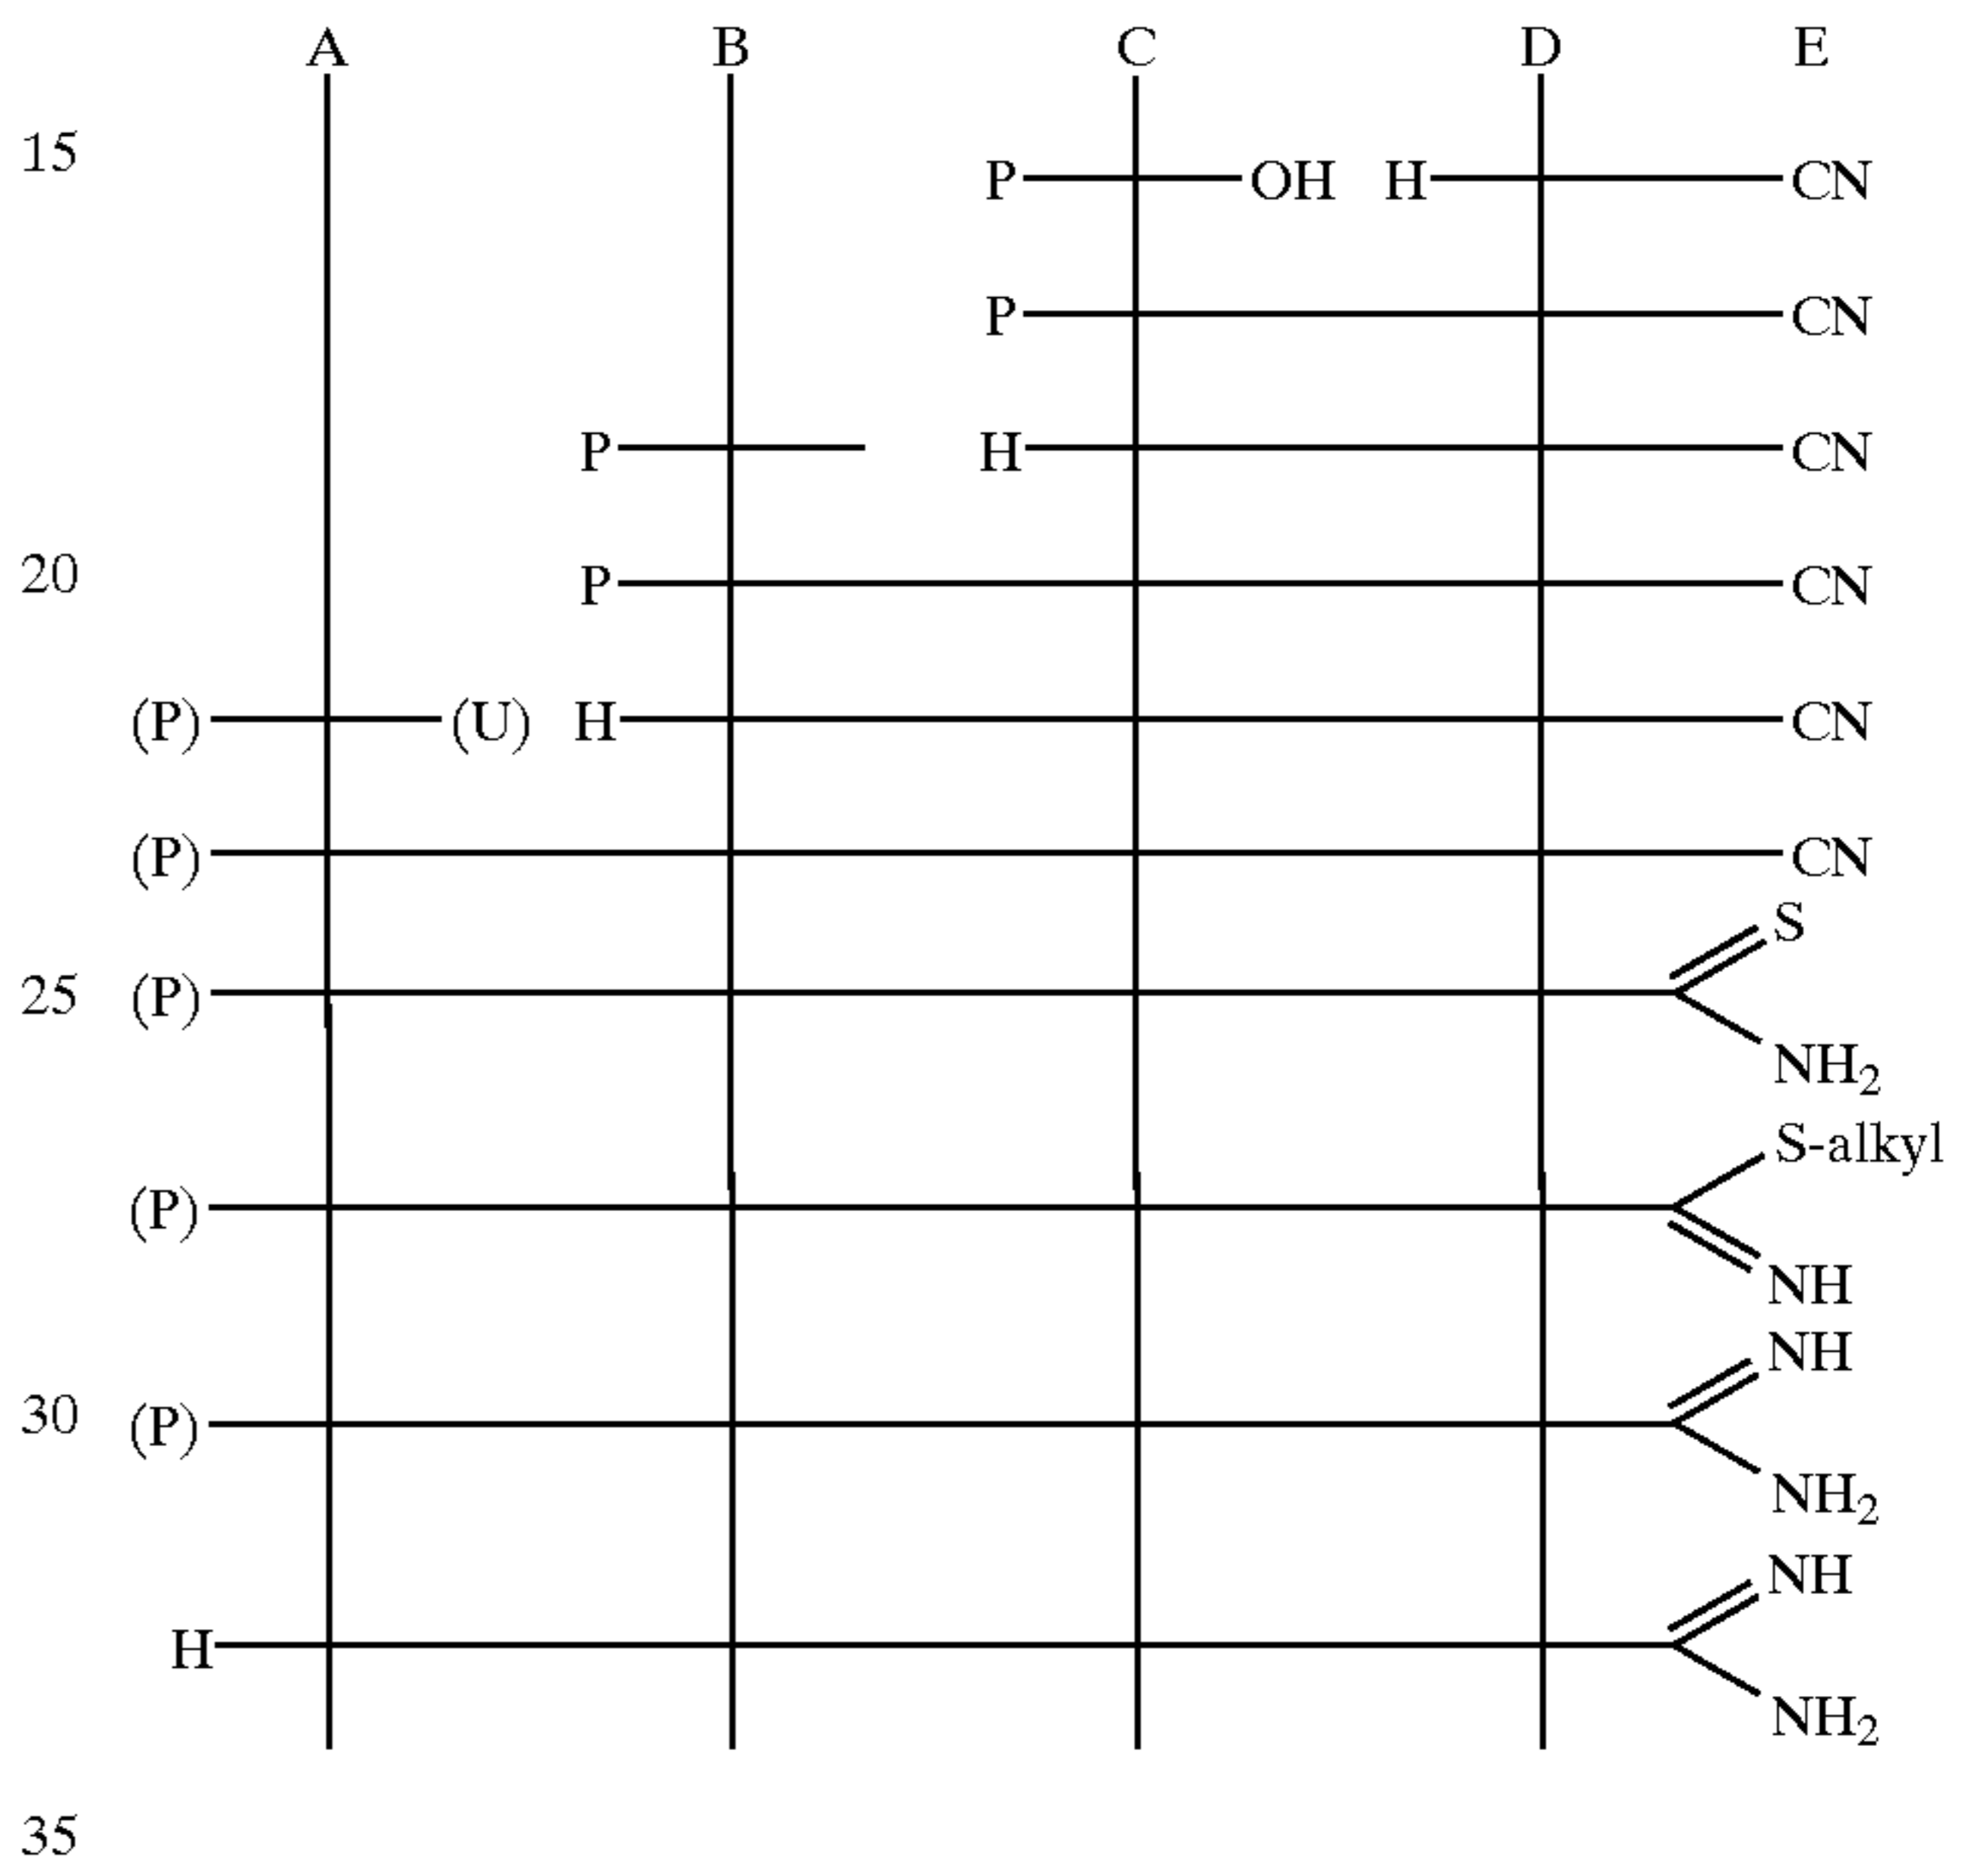 A B C D E
15
P OH H CN
P CN
P H CN
20 P CN
(P) (U) H CN
(P) CN
S
25 (P)
NH2
S-alkyl
(P)
NH
NH
30 (P)
NH2
NH
H
NH2
35